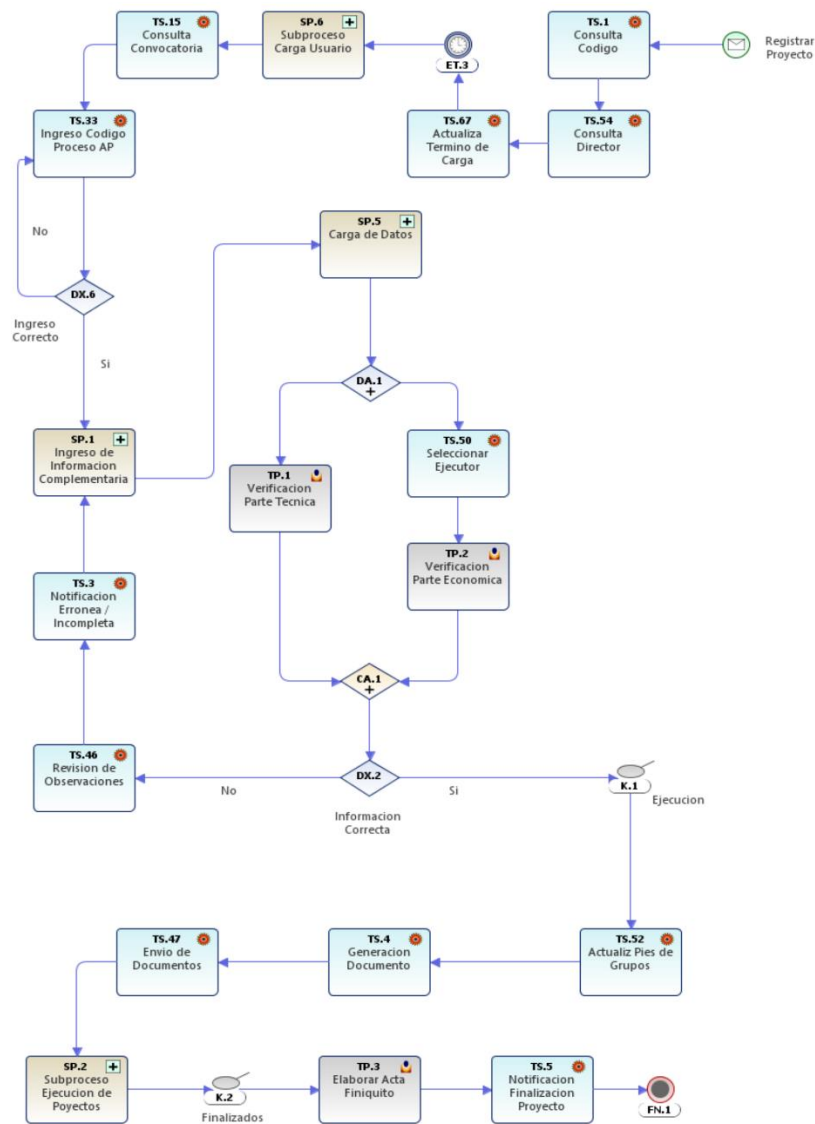 TS.15
Consulta
Convocatoria
SP.6
Subproceso
Carga Usuario
ET.3
TS.1
Consulta
Codigo
Registrar
Proyecto
TS.33
Ingreso Codigo
Proceso AP
TS.67
Actualiza
Termino de
Carga
TS.54
Consulta
Director
No
SP.5
Carga de Datos
DX.6
Ingreso
Correcto
Si
DA.1
SP.1
Ingreso de
Informacion
Complementaria
TP.1
Verificacion
Parte Tecnica
TS.50
Seleccionar
Ejecutor
TP.2
Verificacion
Parte Economica
TS.3
Notificacion
Erronea /
Incompleta
CA.1
TS.46
Revision de
Observaciones
No
DX.2
Informacion
Correcta
Si
K.1
Ejecucion
TS.47
Envio de
Documentos
TS.4
Generacion
Documento
TS.52
Actualiz Pies de
Grupos
SP.2
Subproceso
Ejecucion de
Poyectos
K.2
Finalizados
TP.3
Elaborar Acta
Finiquito
TS.5
Notificacion
Finalizacion
Proyecto
FN.1